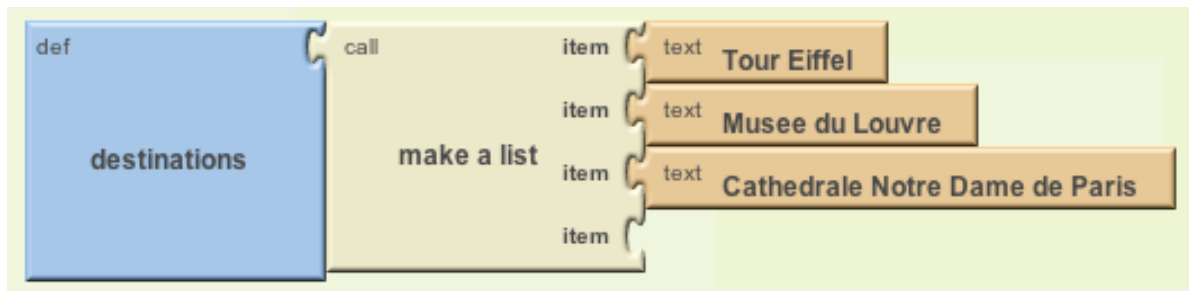 def call item text Tour Eiffel
item text Musee du Louvre
destinations make a list
item text Cathedrale Notre Dame de Paris
item